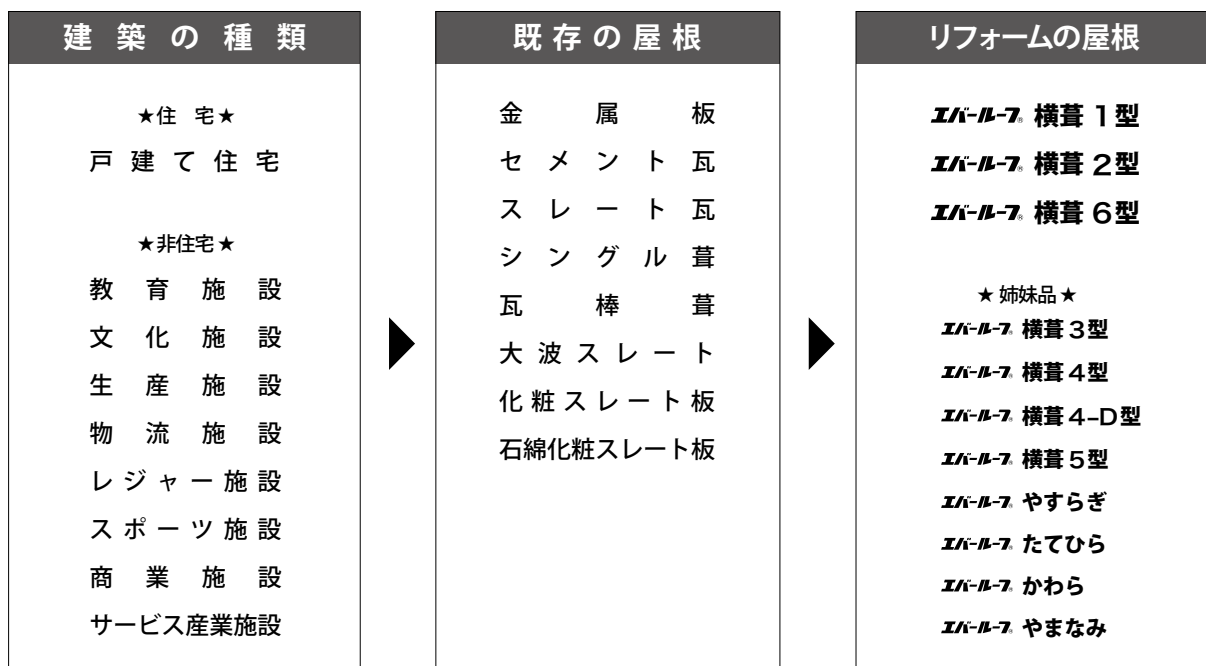 建築の種類
★住 宅★
戸建て住宅
★非住宅★
教育施設
文化施設
生産施設
物流施設
レジャー施設
スポーツ施設
商業施設
サービス産業施設
既存の屋根
金属板
セメント瓦
スレート瓦
シングル葺
瓦棒葺
大波スレート
化粧スレート板
石綿化粧スレート板
リフォームの屋根
エバールーフ® 横葺 1型
エバールーフ® 横葺 2型
エバールーフ® 横葺 6型
★ 姉妹品 ★
エバールーフ® 横葺 3型
エバールーフ® 横葺 4型
エバールーフ® 横葺 4-D型
エバールーフ® 横葺 5型
エバールーフ® やすらぎ
エバールーフ® たてひら
エバールーフ® かわら
エバールーフ® やまなみ